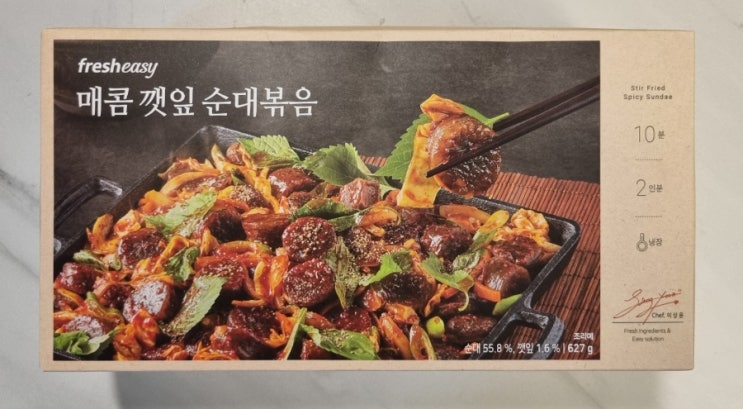 fresheasy
매콤 깻잎 순대볶음
Stir Fried
Spicy Sundae
10분
2인분
냉장
Chef.
Fresh Ingredients &
Easy solution
조리예
순대 55.8 %, 깻잎 1.6 % | 627 g